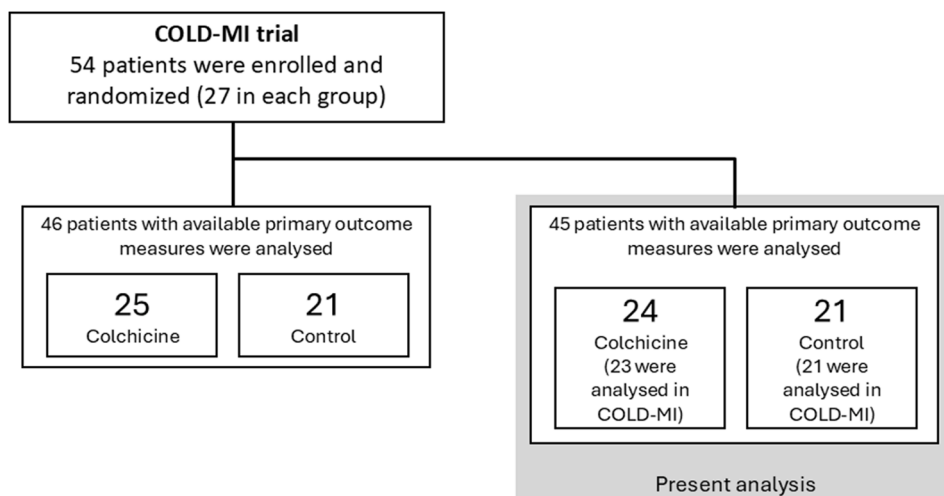 COLD-MI trial
54 patients were enrolled and
randomized (27 in each group)
46 patients with available primary outcome
measures were analysed
25
Colchicine
21
Control
45 patients with available primary outcome
measures were analysed
24
Colchicine
(23 were
analysed in
COLD-MI)
21
Control
(21 were
analysed in
COLD-MI)
Present analysis